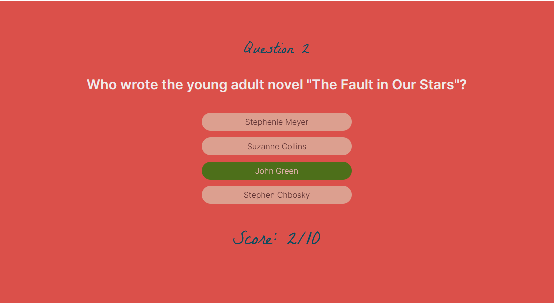 Question 2
Who wrote the young adult novel "The Fault in Our Stars"?
Stephenie Meyer
Suzanne Collins
John Green
Stephen Chbosky
Score: 2/10